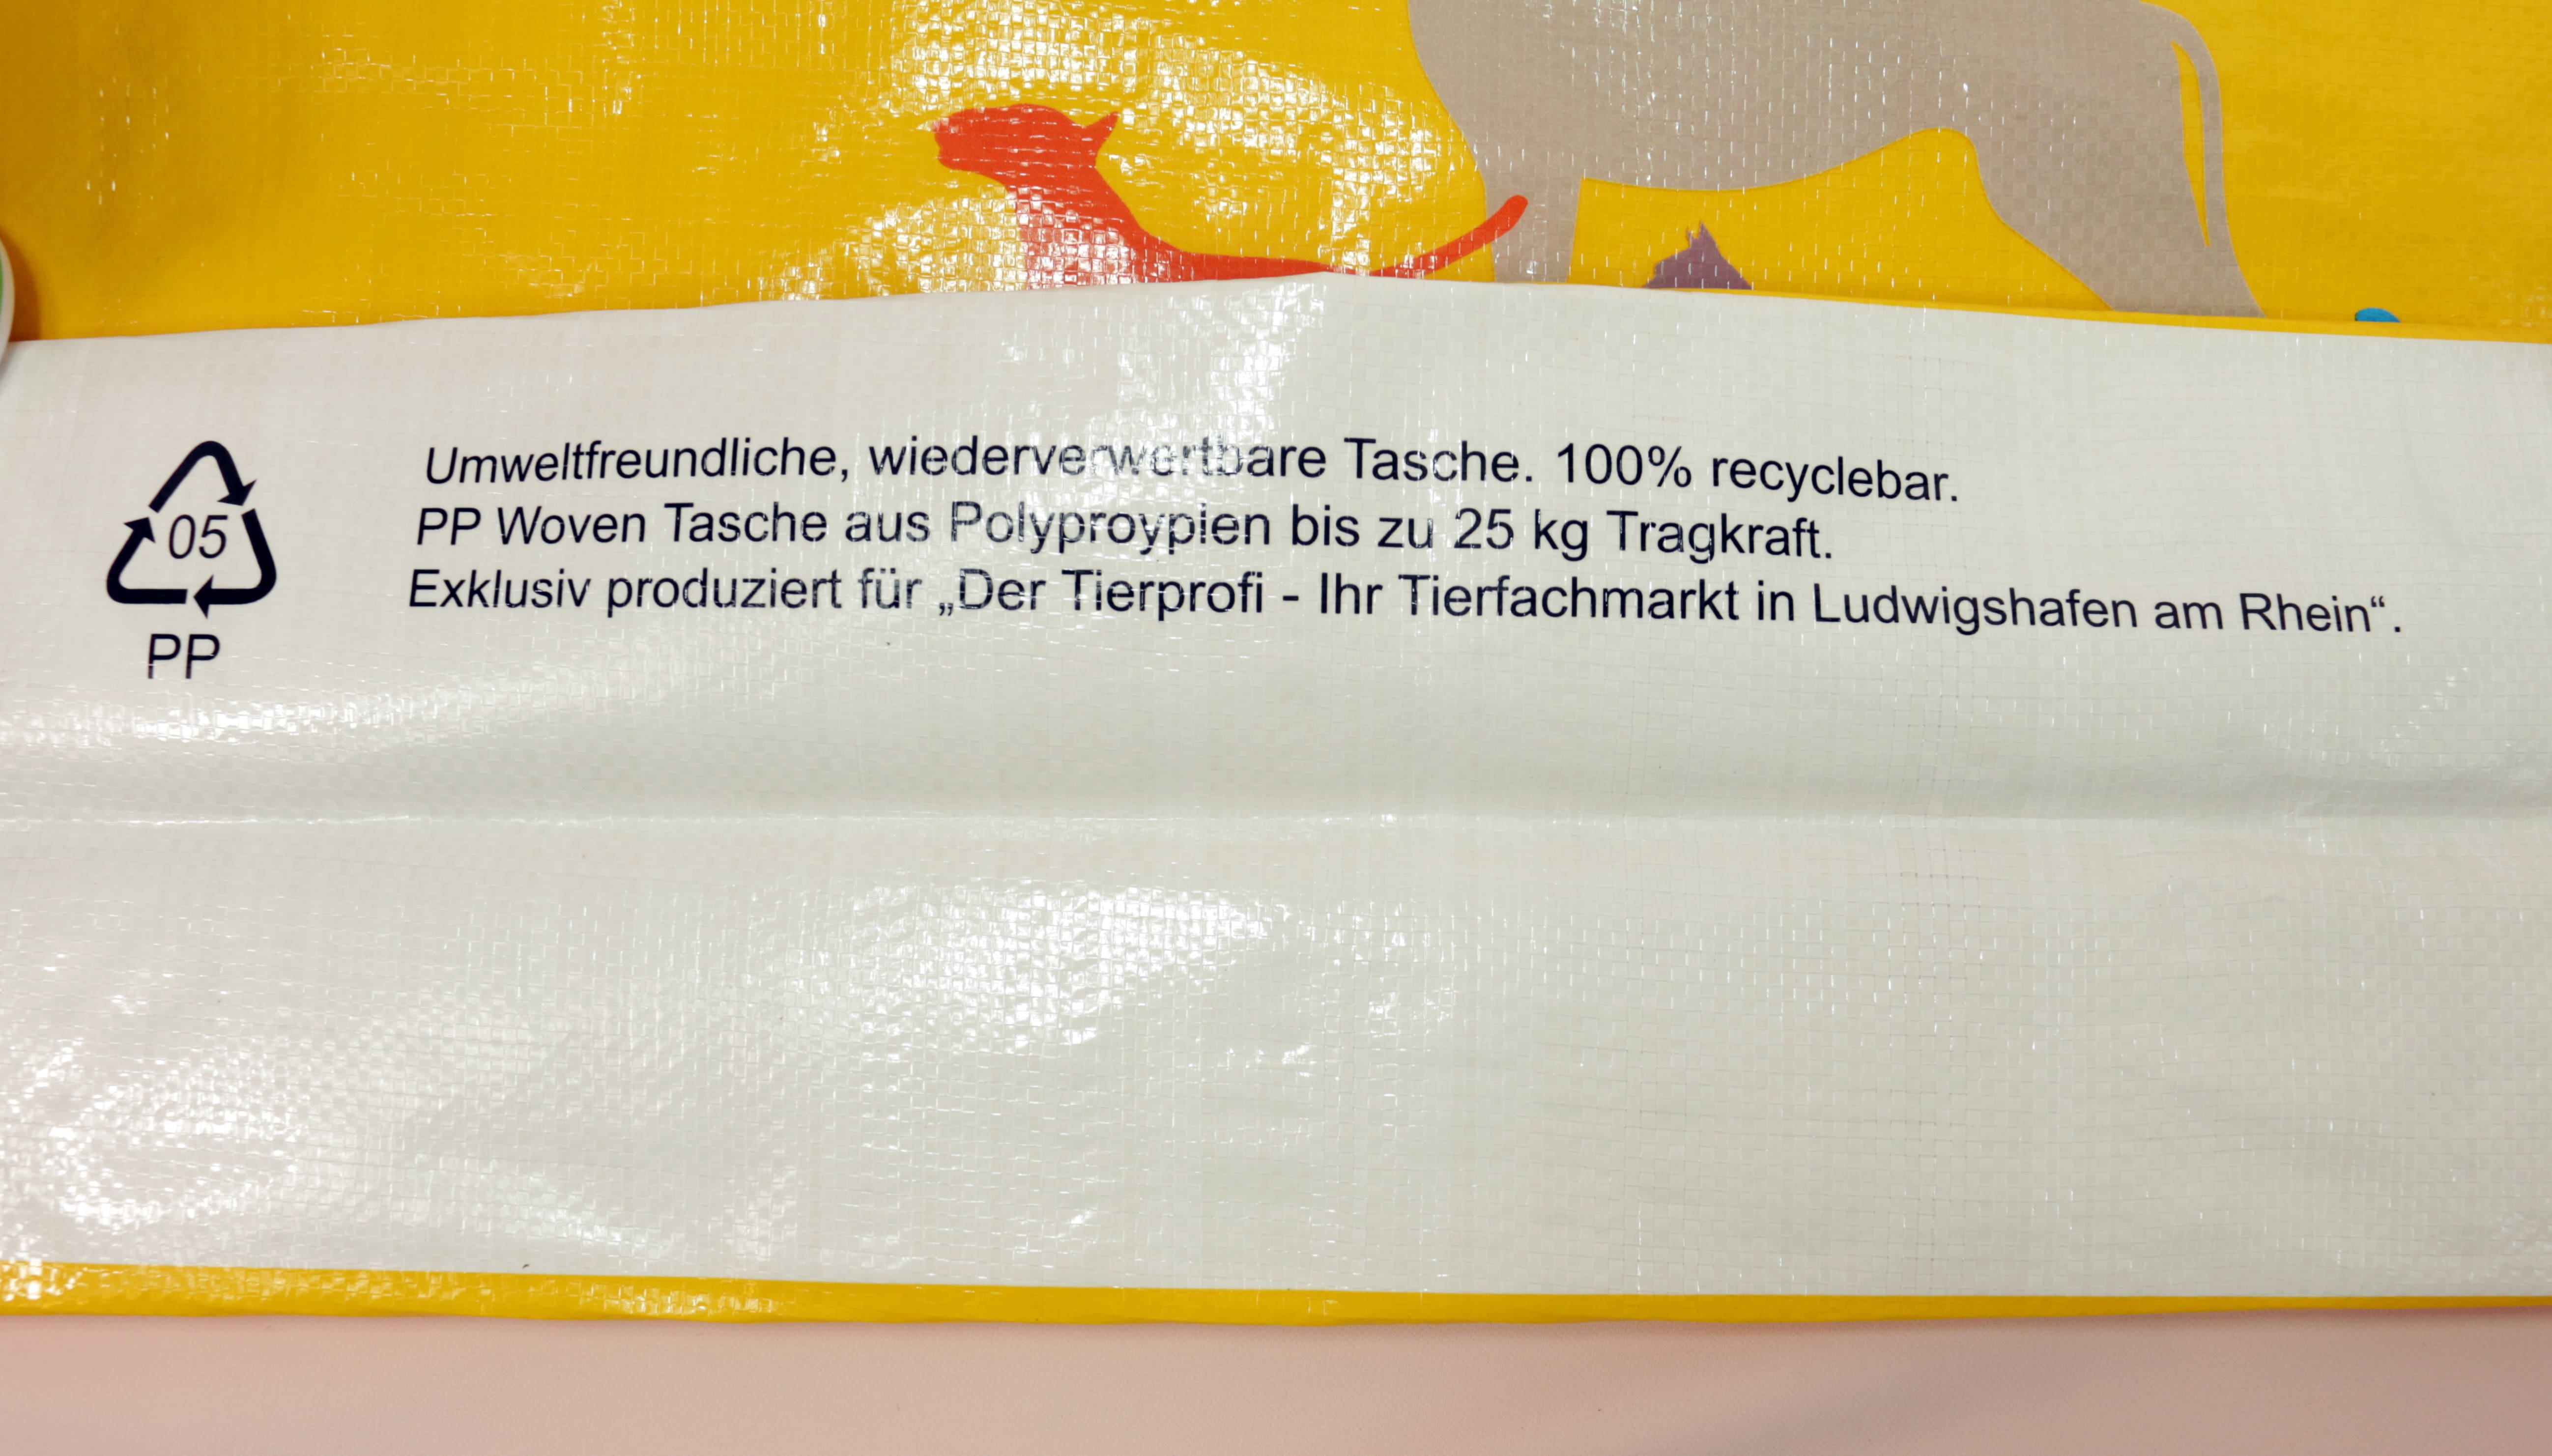 Umweltfreundliche, wiederverwertbare Tasche. 100% recyclebar.
PP Woven Tasche aus Polyproypien bis zu 25 kg Tragkraft.
Exklusiv produziert für „Der Tierprofi - Ihr Tierfachmarkt in Ludwigshafen am Rhein“.
05
PP